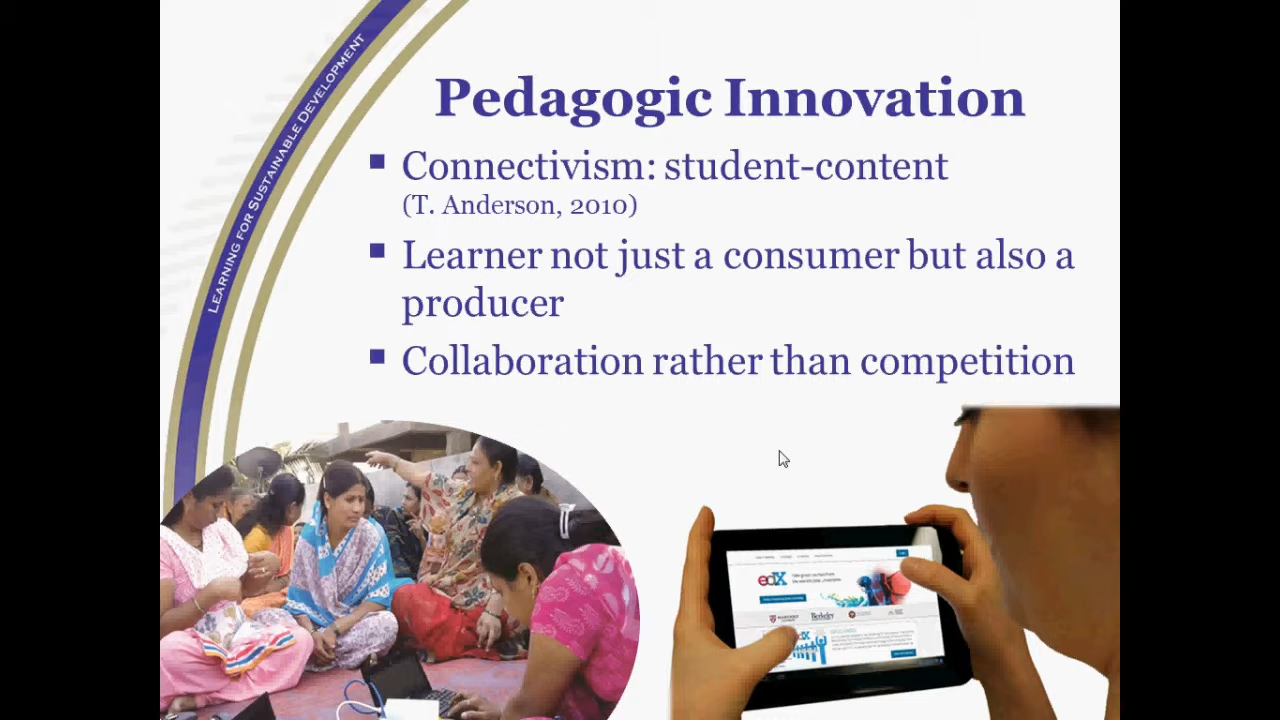 LEARNING FOR SUSTAINABLE DEVELOPMENT
Pedagogic Innovation
Connectivism: student-content
(T. Anderson, 2010)
Learner not just a consumer but also a
producer
Collaboration rather than competition
edX
Berkeley